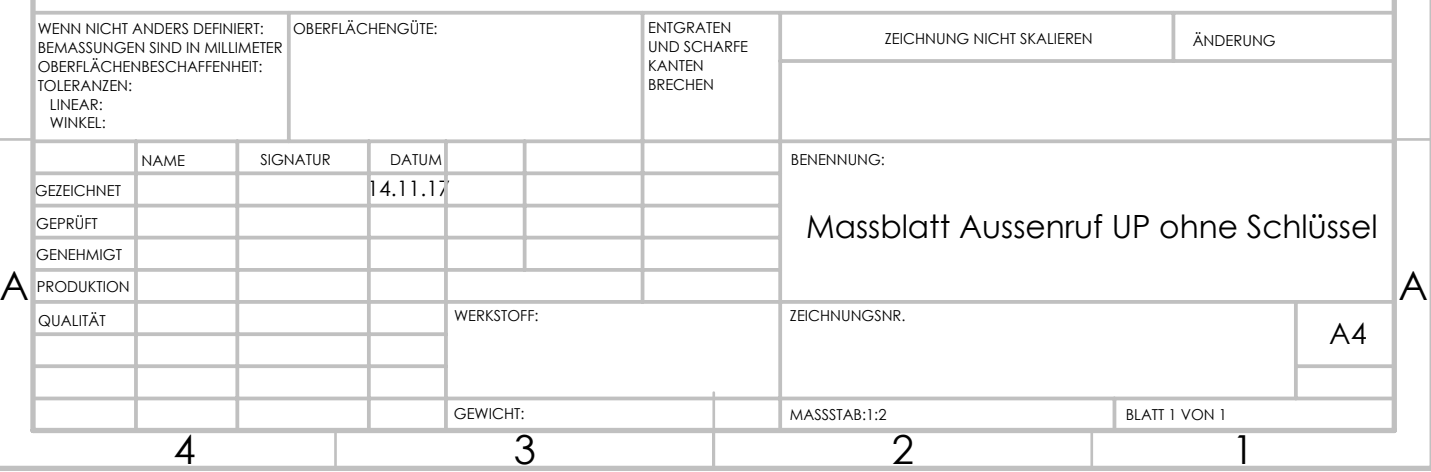 WENN NICHT ANDERS DEFINIERT:
BEMASSUNGEN SIND IN MILLIMETER
OBERFLÄCHENBESCHAFFENHEIT:
TOLERANZEN:
LINEAR:
WINKEL:
OBERFLÄCHENGÜTE:
ENTGRATEN
UND SCHARFE
KANTEN
BRECHEN
ZEICHNUNG NICHT SKALIEREN
ÄNDERUNG
NAME SIGNATUR DATUM
GEZEICHNET 14.11.17
GEPRÜFT
GENEHMIGT
PRODUKTION
QUALITÄT
BENENNUNG:
Massblatt Aussenruf UP ohne Schlüssel
A A
WERKSTOFF:
ZEICHNUNGSNR.
A4
GEWICHT:
MASSSTAB:1:2
BLATT 1 VON 1
4 3 2 1